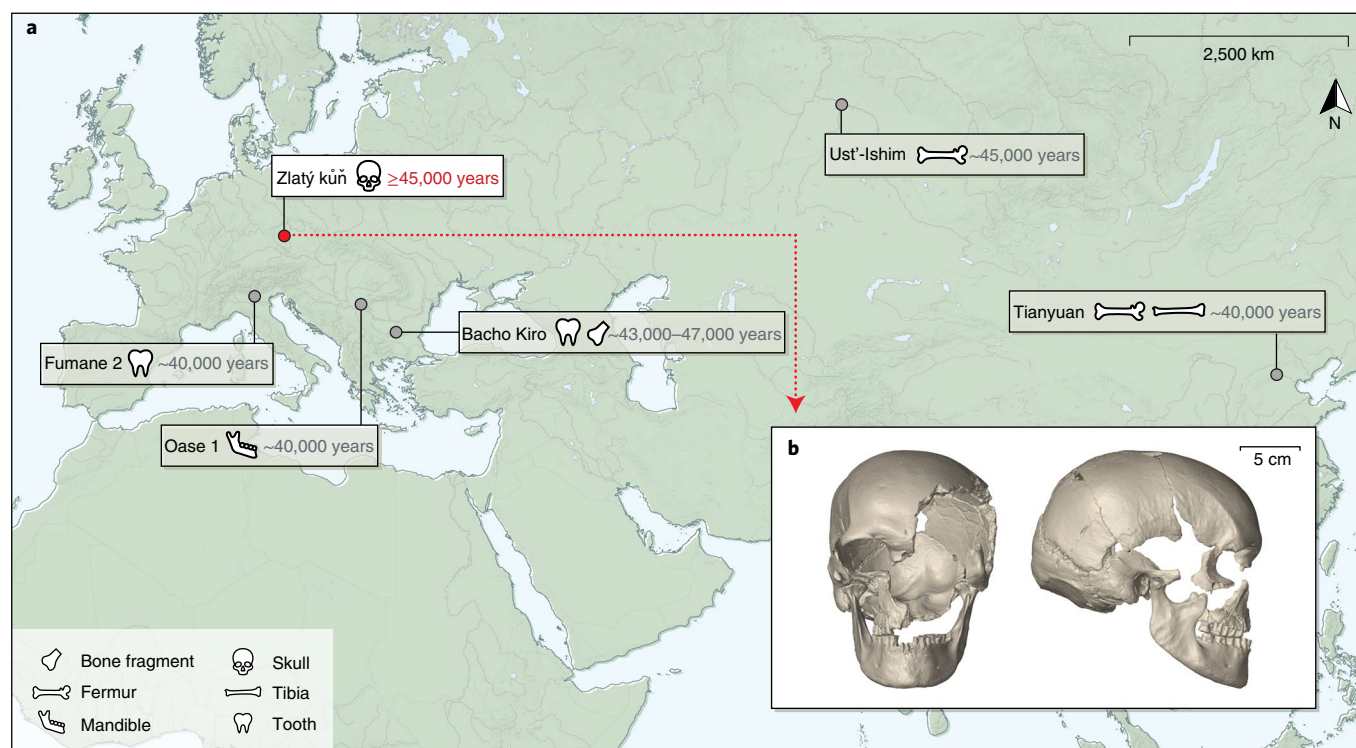 a
2,500 km
N
Ust'-Ishim ~45,000 years
Zlatý kůň ≥45,000 years
Tianyuan ~40,000 years
Bacho Kiro ~43,000–47,000 years
Fumane 2 ~40,000 years
Oase 1 ~40,000 years
b
5 cm
Bone fragment
Skull
Fermur
Tibia
Mandible
Tooth